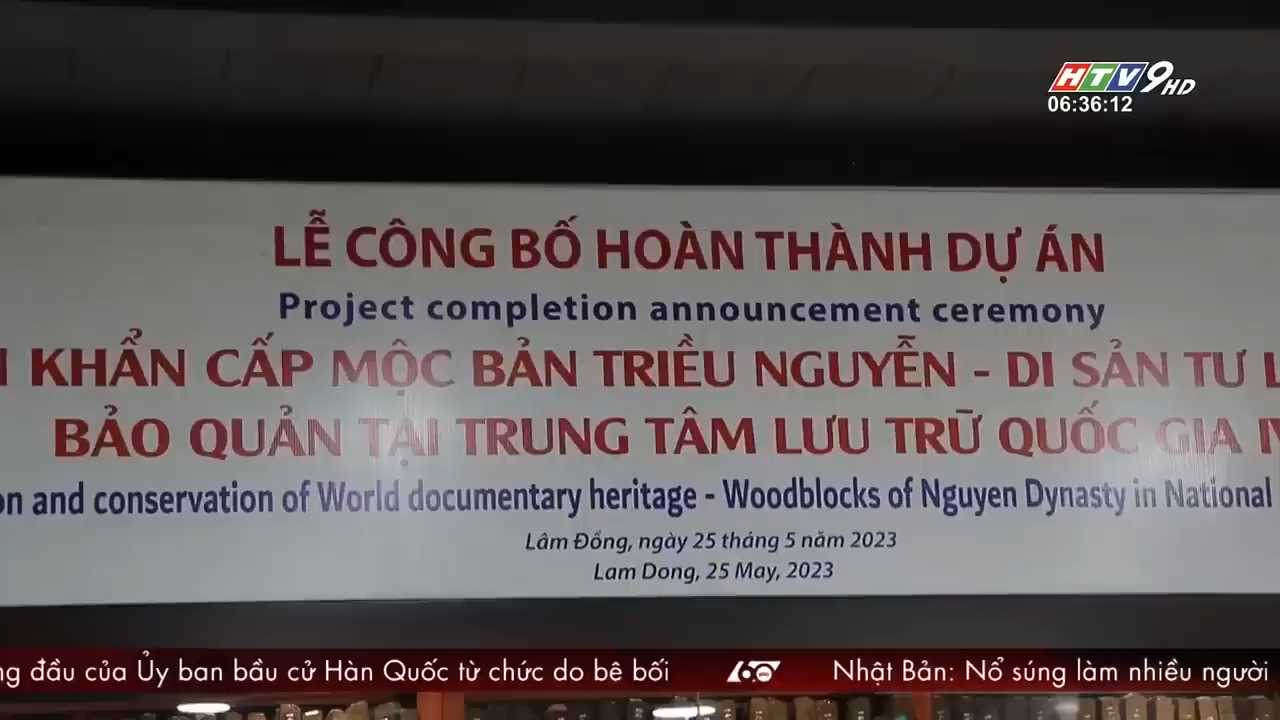 HTV9 HD
06:36:12
LỄ CÔNG BỐ HOÀN THÀNH DỰ ÁN
Project completion announcement ceremony
KHẨN CẤP MỘC BẢN TRIỀU NGUYỄN - DI SẢN TƯ
BẢO QUẢN TẠI TRUNG TÂM LƯU TRỮ QUỐC GIA
and conservation of World documentary heritage - Woodblocks of Nguyen Dynasty in National
Lâm Đồng, ngày 25 tháng 5 năm 2023
Lam Dong, 25 May, 2023
đầu của Ủy ban bầu cử Hàn Quốc từ chức do bê bối
Nhật Bản: Nổ súng làm nhiều người